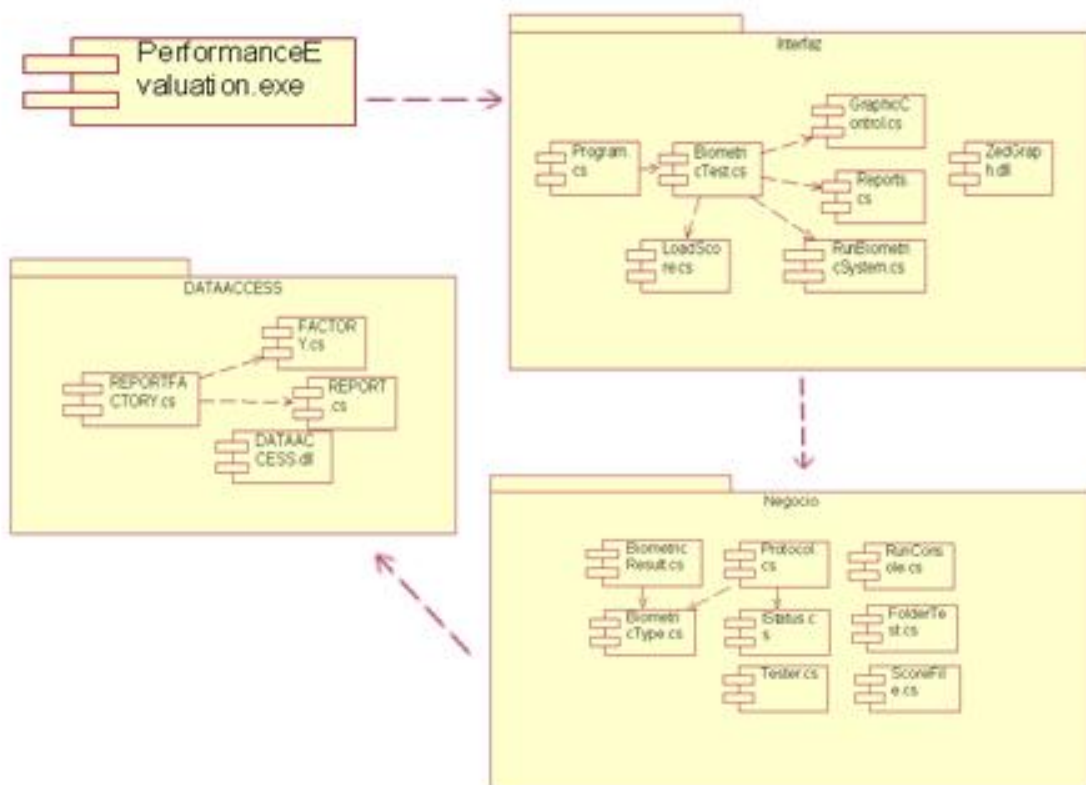 PerformanceE
valuation.exe
Interfaz
GraphicC
ontrol.cs
Program.
cs
Biometri
cTest.cs
ZedGrap
h.dll
Reports.
cs
LoadSco
re.cs
RunBiometri
cSystem.cs
DATAACCESS
FACTOR
Y.cs
REPORTFA
CTORY.cs
REPORT
.cs
DATAAC
CESS.dll
Negocio
Biometric
Result.cs
Protocol.
cs
RunCons
ole.cs
Biometri
cType.cs
IStatus.c
s
FolderTe
st.cs
Tester.cs
ScoreFil
e.cs